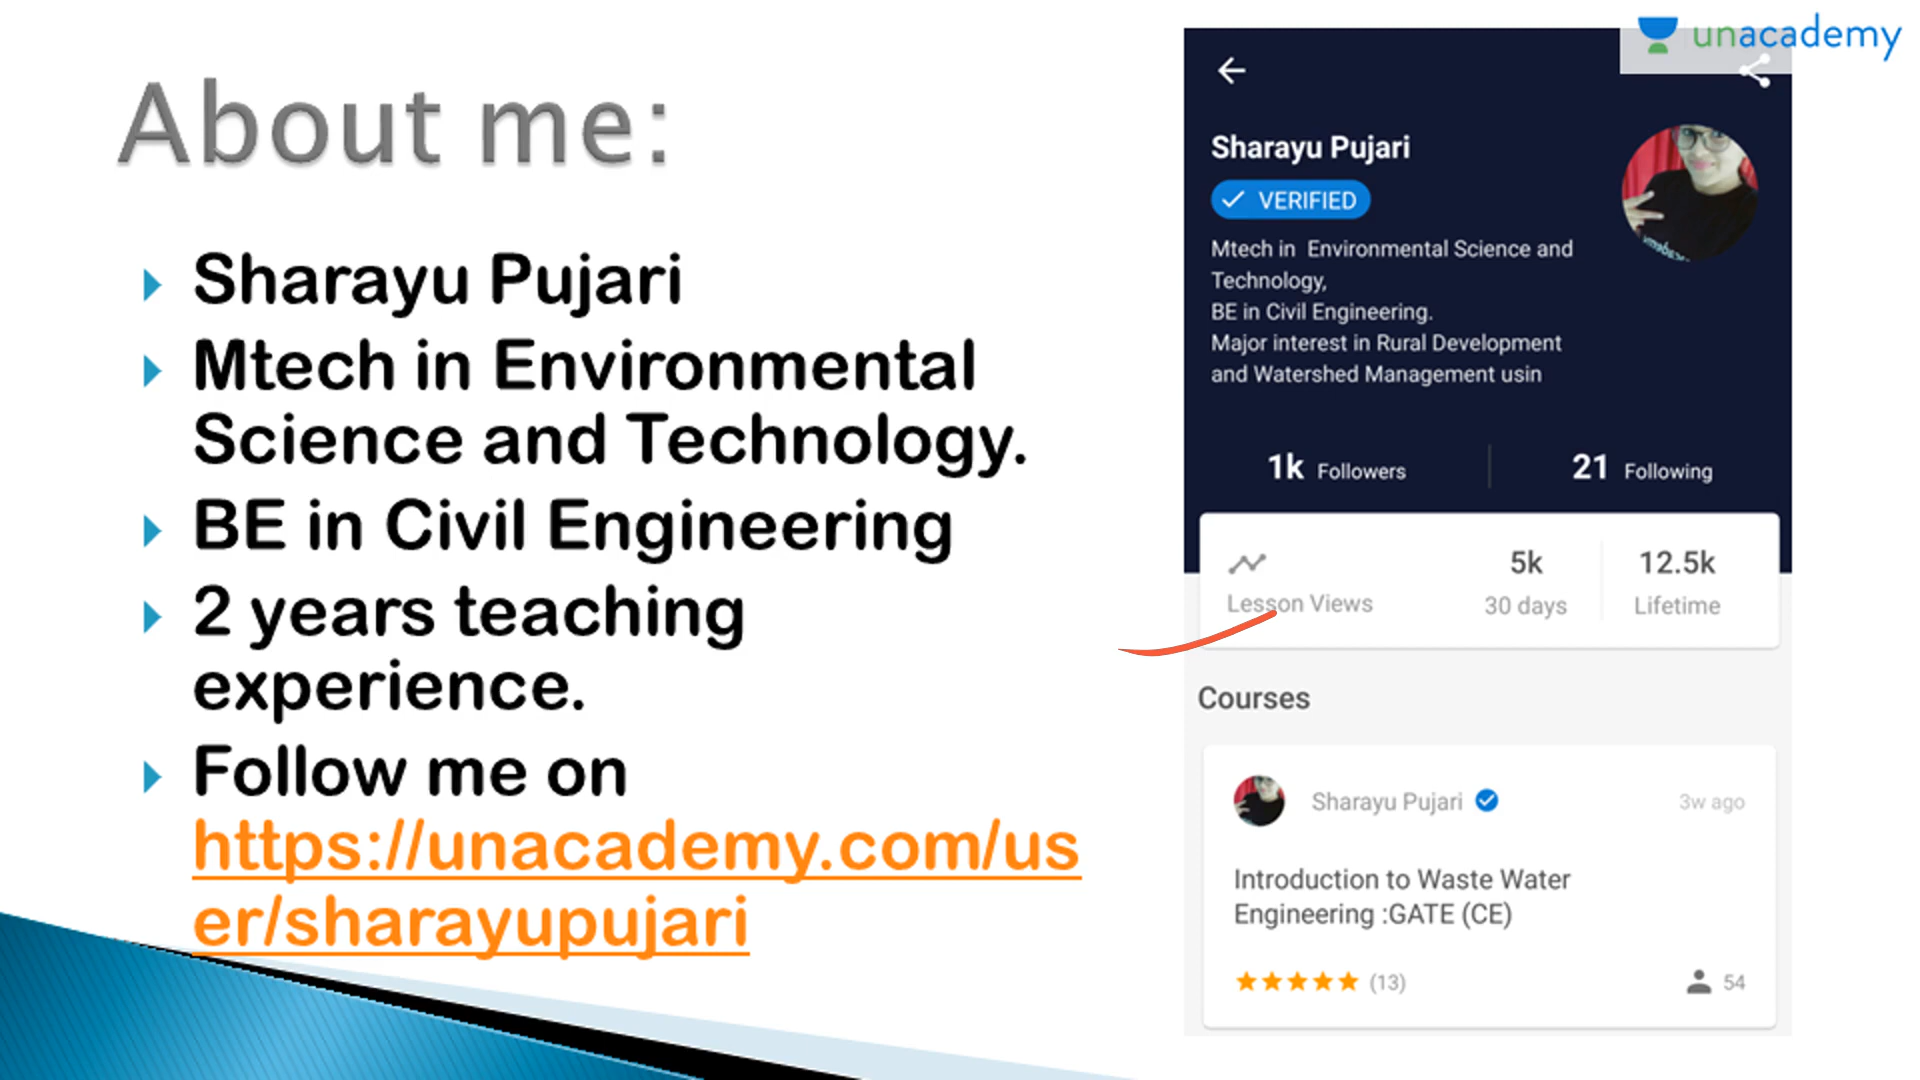 About me:
Sharayu Pujari
Mtech in Environmental
Science and Technology.
BE in Civil Engineering
2 years teaching
experience.
Follow me on
https://unacademy.com/us
er/sharayupujari
unacademy
Sharayu Pujari
VERIFIED
Mtech in Environmental Science and
Technology,
BE in Civil Engineering.
Major interest in Rural Development
and Watershed Management usin
1k Followers 21 Following
5k 12.5k
Lesson Views 30 days Lifetime
Courses
Sharayu Pujari 3w ago
Introduction to Waste Water
Engineering :GATE (CE)
(13) 54